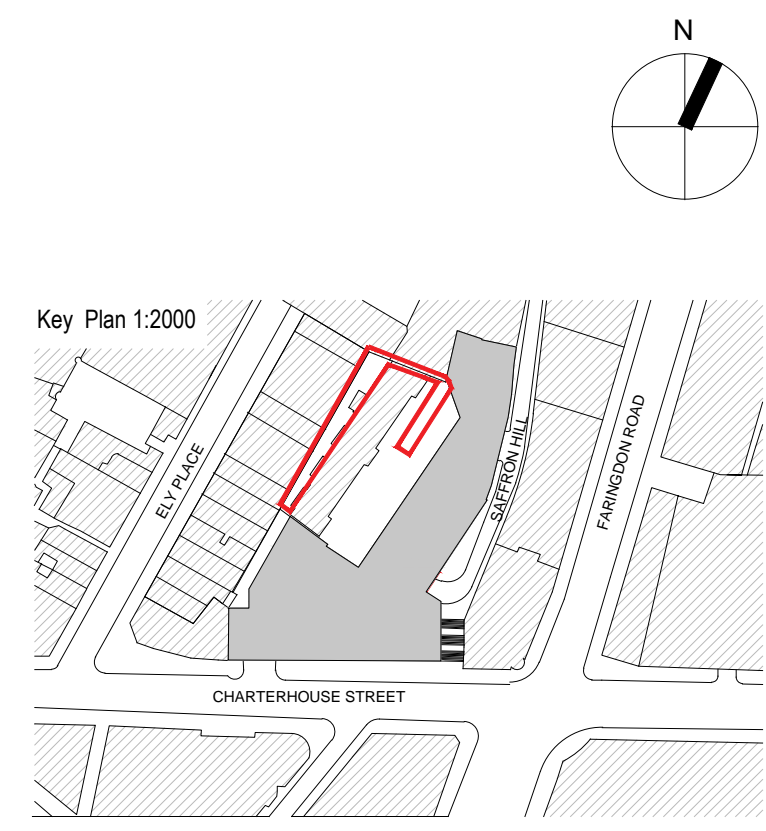 N
Key Plan 1:2000
ELY PLACE
SAFFRON HILL
FARINGDON ROAD
CHARTERHOUSE STREET